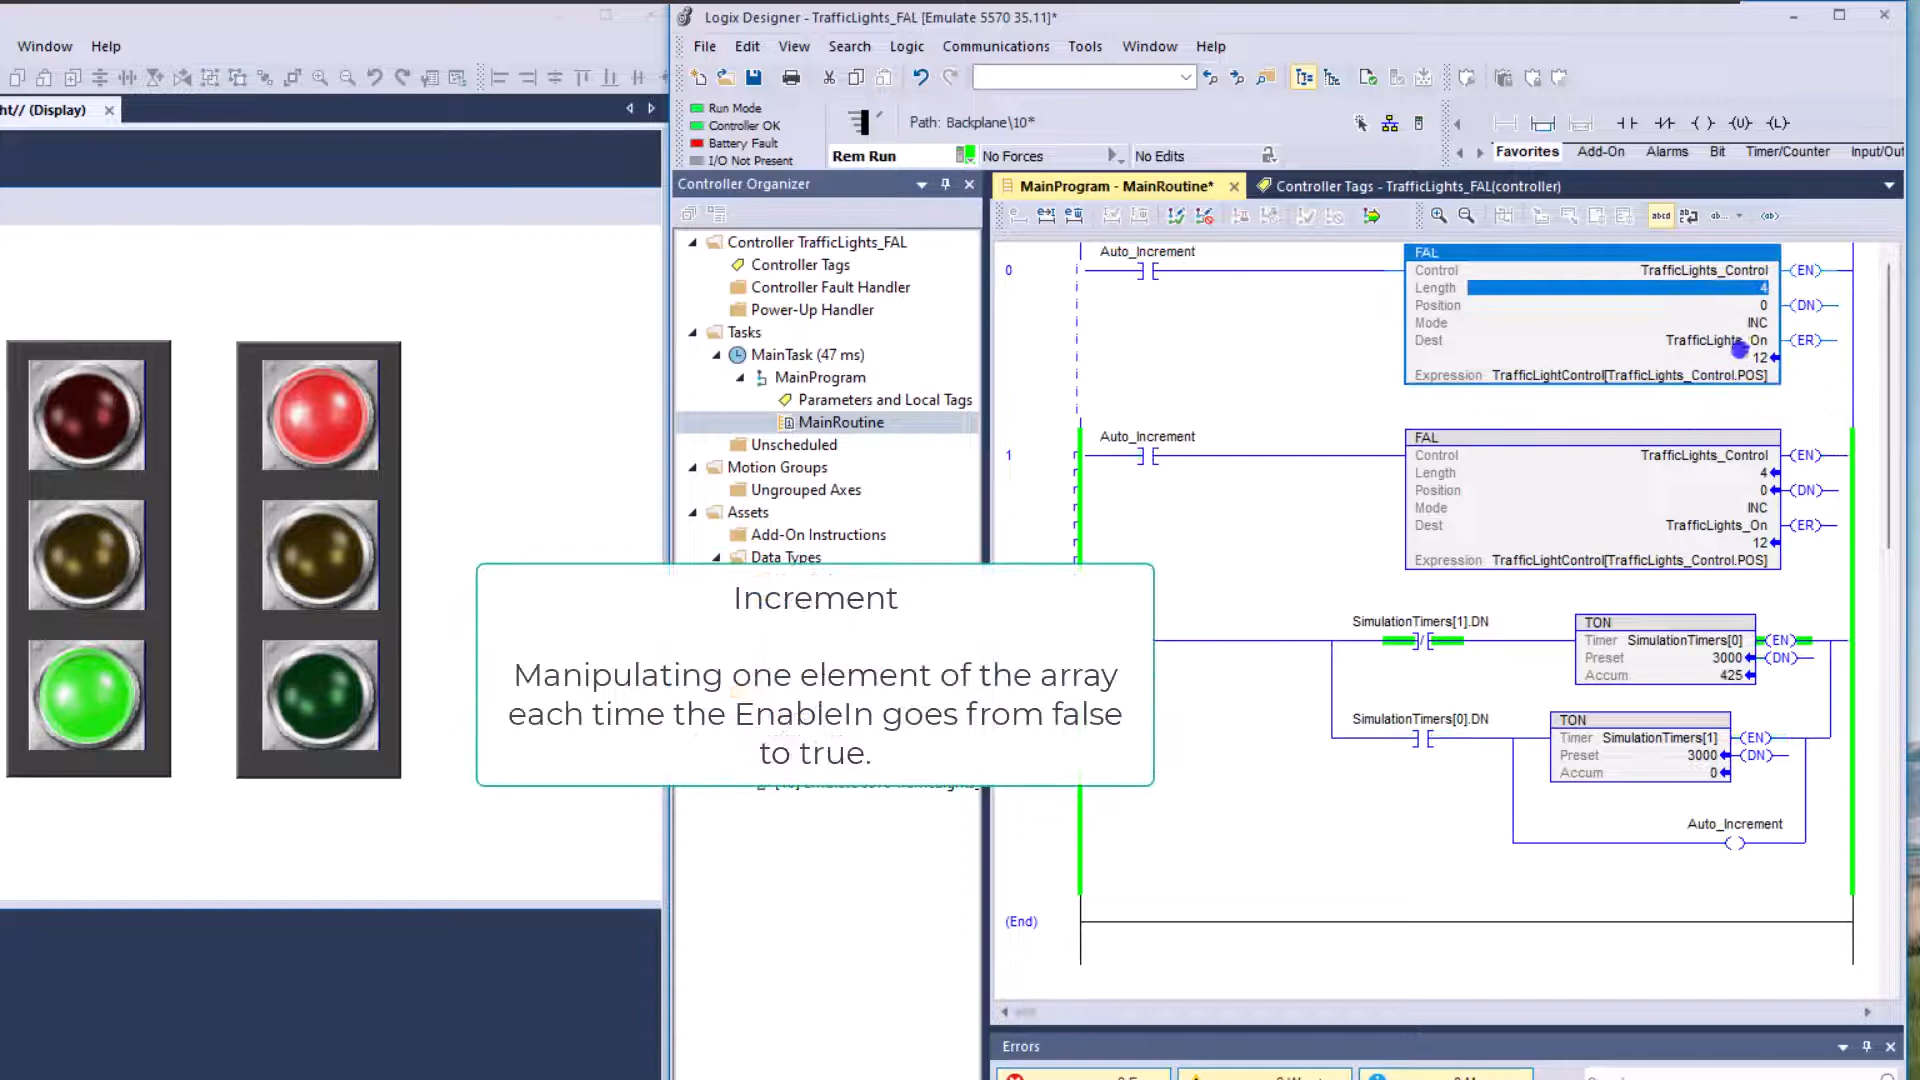 Logix Designer - TrafficLights_FAL [Emulate 5570 35.11]*
Window Help
File Edit View Search Logic Communications Tools Window Help
ht// (Display)
Run Mode
Controller OK
Battery Fault
I/O Not Present
Path: Backplane\10*
Rem Run
No Forces
No Edits
Favorites Add-On Alarms Bit Timer/Counter Input/Out
Controller Organizer
MainProgram - MainRoutine*
Controller Tags - TrafficLights_FAL(controller)
Controller TrafficLights_FAL
Controller Tags
Controller Fault Handler
Power-Up Handler
Tasks
MainTask (47 ms)
MainProgram
Parameters and Local Tags
MainRoutine
Unscheduled
Motion Groups
Ungrouped Axes
Assets
Add-On Instructions
Data Types
0
Auto_Increment
FAL
Control TrafficLights_Control
Length 4
Position 0
Mode INC
Dest TrafficLights_On
12
Expression TrafficLightControl[TrafficLights_Control.POS]
(EN)
(DN)
(ER)
1
Auto_Increment
FAL
Control TrafficLights_Control
Length 4
Position 0
Mode INC
Dest TrafficLights_On
12
Expression TrafficLightControl[TrafficLights_Control.POS]
(EN)
(DN)
(ER)
Increment
Manipulating one element of the array
each time the EnableIn goes from false
to true.
SimulationTimers[1].DN
TON
Timer SimulationTimers[0]
Preset 3000
Accum 425
(EN)
(DN)
SimulationTimers[0].DN
TON
Timer SimulationTimers[1]
Preset 3000
Accum 0
(EN)
(DN)
Auto_Increment
(End)
Errors